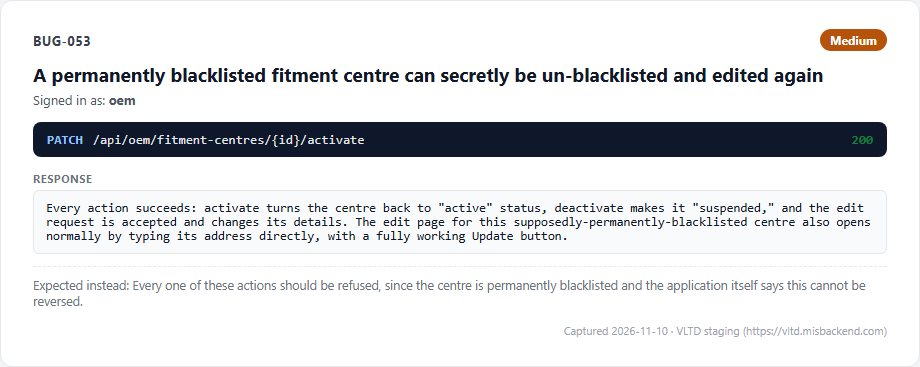 BUG-053
Medium
A permanently blacklisted fitment centre can secretly be un-blacklisted and edited again
Signed in as: oem
PATCH /api/oem/fitment-centres/{id}/activate 200
RESPONSE
Every action succeeds: activate turns the centre back to "active" status, deactivate makes it "suspended," and the edit
request is accepted and changes its details. The edit page for this supposedly-permanently-blacklisted centre also opens
normally by typing its address directly, with a fully working Update button.
Expected instead: Every one of these actions should be refused, since the centre is permanently blacklisted and the application itself says this cannot be
reversed.
Captured 2026-11-10 · VLTD staging (https://vltd.misbackend.com)